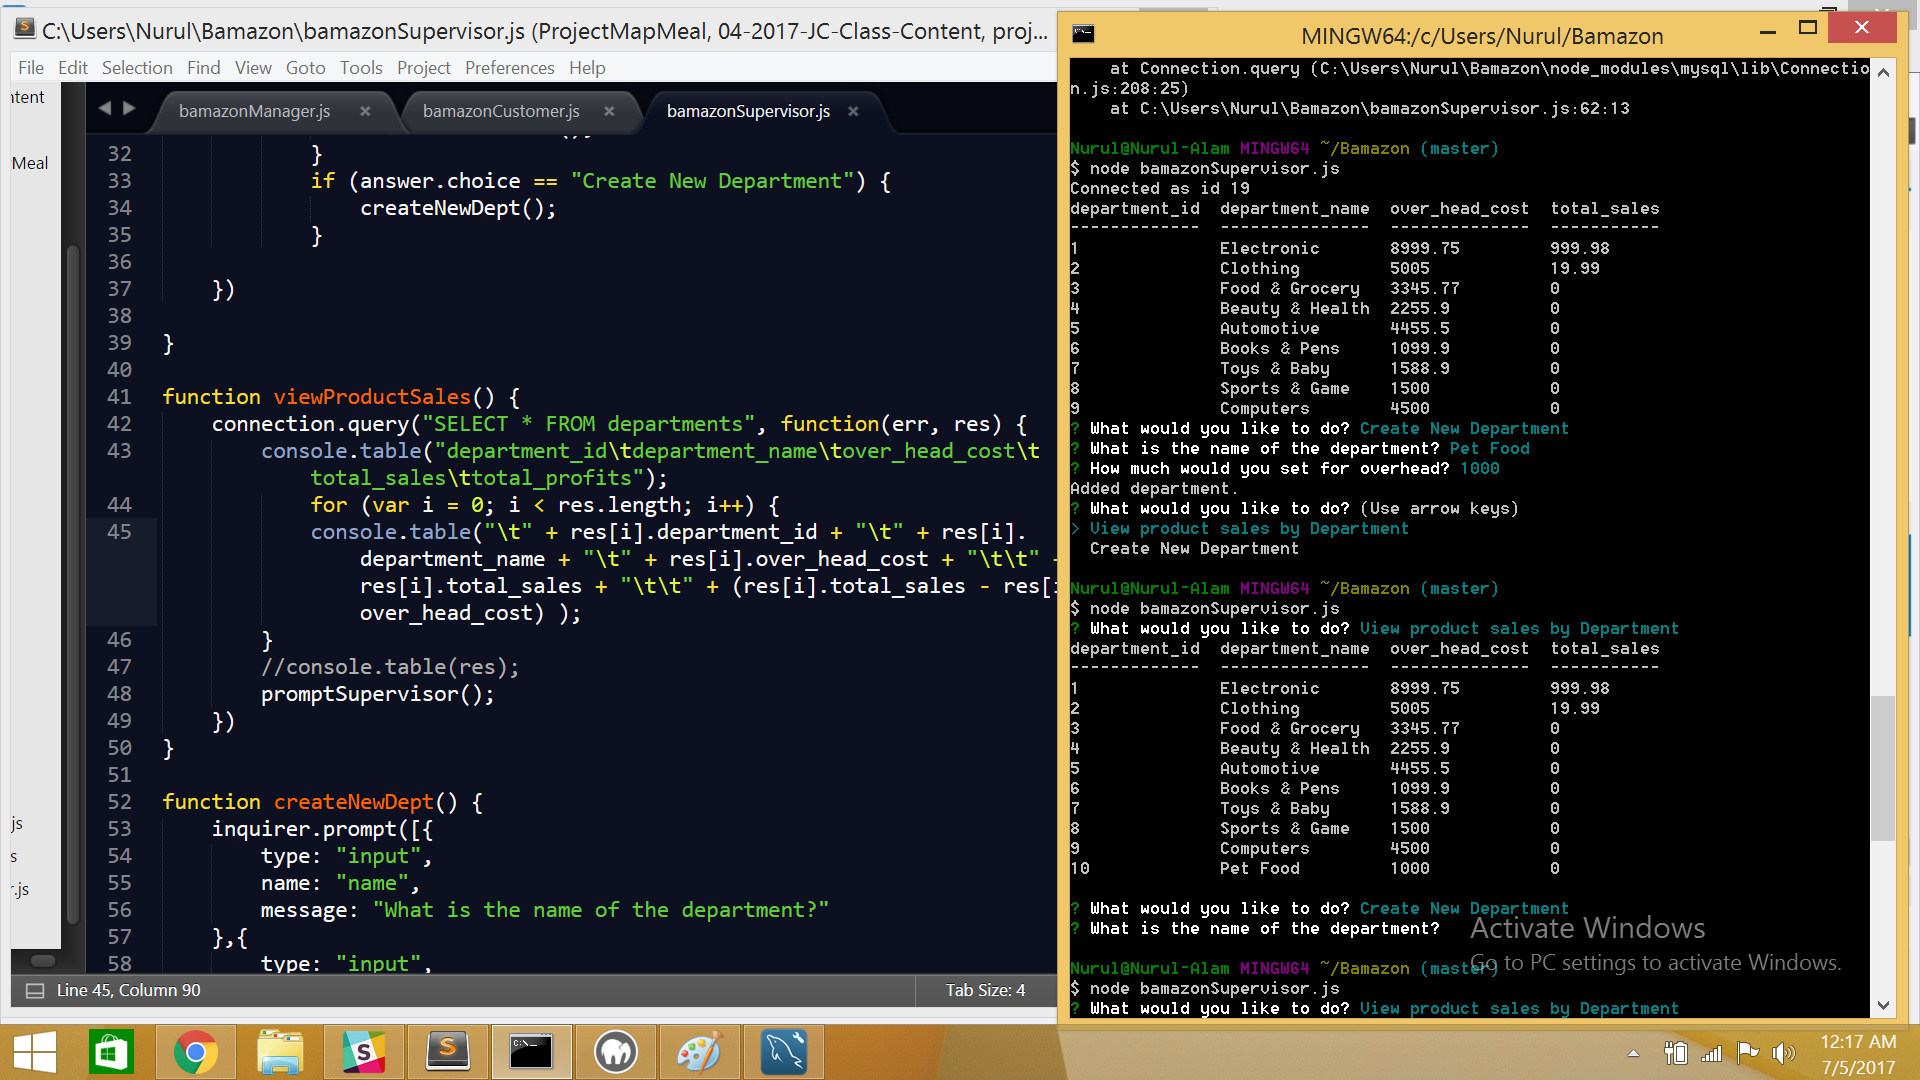 C:\Users\Nurul\Bamazon\bamazonSupervisor.js (ProjectMapMeal, 04-2017-JC-Class-Content, proj...
File Edit Selection Find View Goto Tools Project Preferences Help
ntent
Meal
js
s
r.js
bamazonManager.js × bamazonCustomer.js × bamazonSupervisor.js ×
32 }
33 if (answer.choice == "Create New Department") {
34 createNewDept();
35 }
36
37 })
38
39 }
40
41 function viewProductSales() {
42 connection.query("SELECT * FROM departments", function(err, res) {
43 console.table("department_id\tdepartment_name\tover_head_cost\t
total_sales\ttotal_profits");
44 for (var i = 0; i < res.length; i++) {
45 console.table("\t" + res[i].department_id + "\t" + res[i].
department_name + "\t" + res[i].over_head_cost + "\t\t" +
res[i].total_sales + "\t\t" + (res[i].total_sales - res[i
over_head_cost) );
46 }
47 //console.table(res);
48 promptSupervisor();
49 })
50 }
51
52 function createNewDept() {
53 inquirer.prompt([{
54 type: "input",
55 name: "name",
56 message: "What is the name of the department?"
57 },{
58 type: "input",
Line 45, Column 90
Tab Size: 4
MINGW64:/c/Users/Nurul/Bamazon
at Connection.query (C:\Users\Nurul\Bamazon\node_modules\mysql\lib\Connectio
n.js:208:25)
at C:\Users\Nurul\Bamazon\bamazonSupervisor.js:62:13
Nurul@Nurul-Alam MINGW64 ~/Bamazon (master)
$ node bamazonSupervisor.js
Connected as id 19
department_id department_name over_head_cost total_sales
------------- --------------- -------------- -----------
1 Electronic 8999.75 999.98
2 Clothing 5005 19.99
3 Food & Grocery 3345.77 0
4 Beauty & Health 2255.9 0
5 Automotive 4455.5 0
6 Books & Pens 1099.9 0
7 Toys & Baby 1588.9 0
8 Sports & Game 1500 0
9 Computers 4500 0
? What would you like to do? Create New Department
? What is the name of the department? Pet Food
? How much would you set for overhead? 1000
Added department.
? What would you like to do? (Use arrow keys)
> View product sales by Department
Create New Department
Nurul@Nurul-Alam MINGW64 ~/Bamazon (master)
$ node bamazonSupervisor.js
? What would you like to do? View product sales by Department
department_id department_name over_head_cost total_sales
------------- --------------- -------------- -----------
1 Electronic 8999.75 999.98
2 Clothing 5005 19.99
3 Food & Grocery 3345.77 0
4 Beauty & Health 2255.9 0
5 Automotive 4455.5 0
6 Books & Pens 1099.9 0
7 Toys & Baby 1588.9 0
8 Sports & Game 1500 0
9 Computers 4500 0
10 Pet Food 1000 0
? What would you like to do? Create New Department
? What is the name of the department?
Nurul@Nurul-Alam MINGW64 ~/Bamazon (master)
$ node bamazonSupervisor.js
? What would you like to do? View product sales by Department
Activate Windows
Go to PC settings to activate Windows.
12:17 AM
7/5/2017